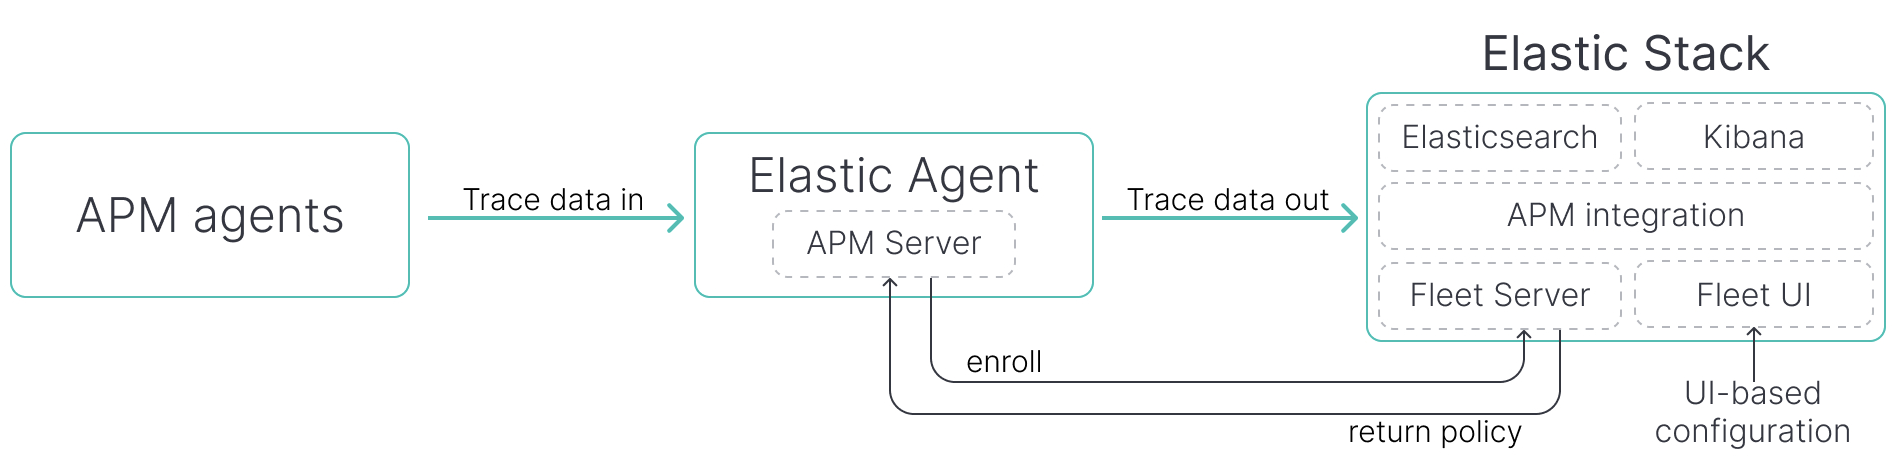 Elastic Stack
APM agents
Trace data in
Elastic Agent
APM Server
Trace data out
Elasticsearch
Kibana
APM integration
Fleet Server
Fleet UI
enroll
return policy
UI-based
configuration